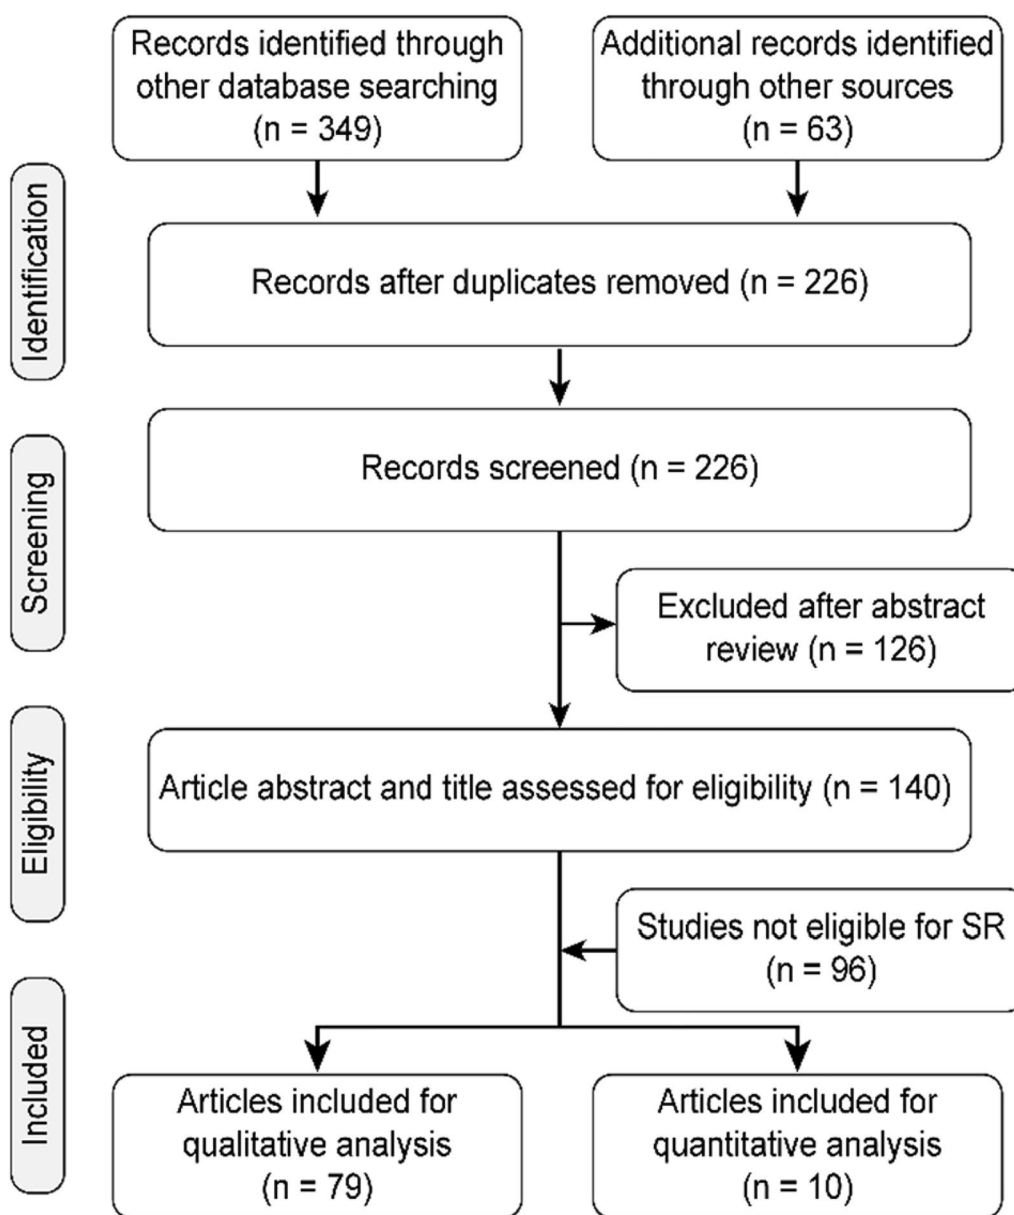 Records identified through
other database searching
(n = 349)
Additional records identified
through other sources
(n = 63)
Identification
Records after duplicates removed (n = 226)
Screening
Records screened (n = 226)
Excluded after abstract
review (n = 126)
Eligibility
Article abstract and title assessed for eligibility (n = 140)
Studies not eligible for SR
(n = 96)
Included
Articles included for
qualitative analysis
(n = 79)
Articles included for
quantitative analysis
(n = 10)